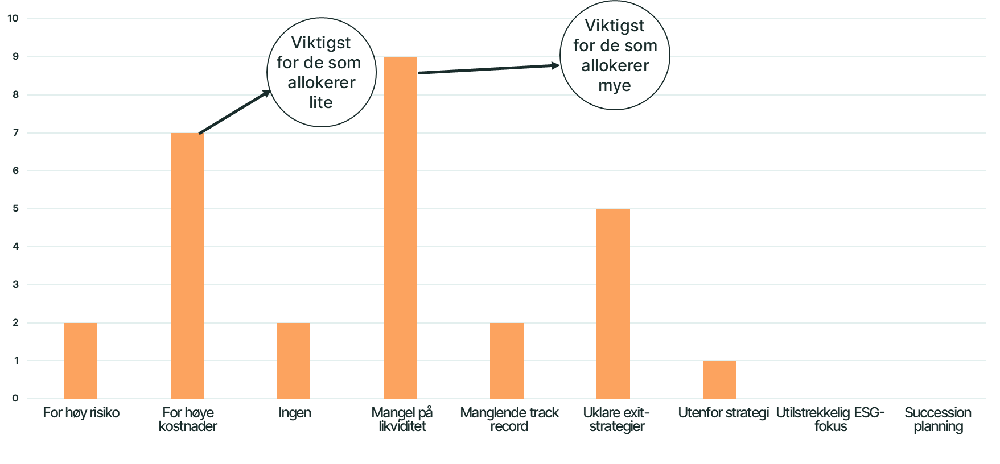 10
9
8
7
6
5
4
3
2
1
0
Viktigst
for de som
allokerer
lite
Viktigst
for de som
allokerer
mye
For høy risiko
For høye
kostnader
Ingen
Mangel på
likviditet
Manglende track
record
Uklare exit-
strategier
Utenfor strategi
Utilstrekkelig ESG-
fokus
Succession
planning